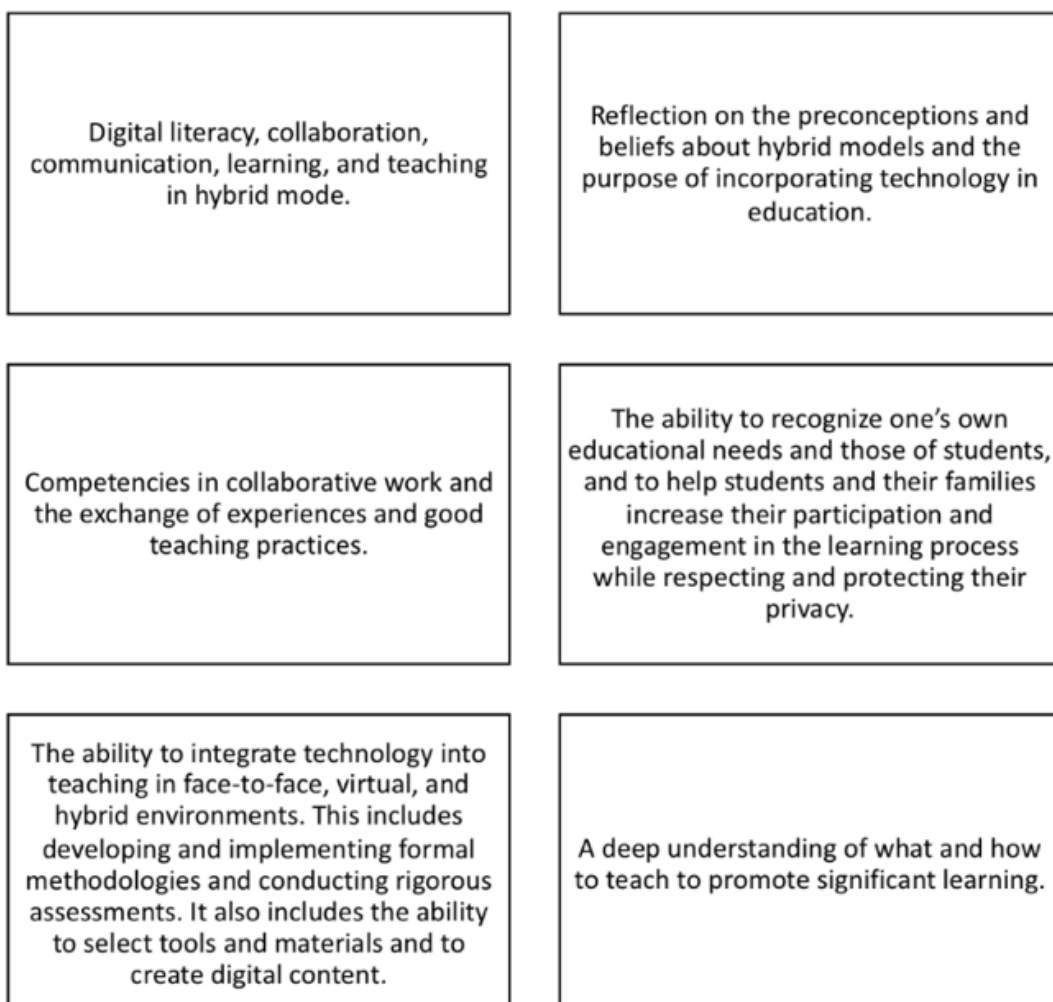 Digital literacy, collaboration,
communication, learning, and teaching
in hybrid mode.
Reflection on the preconceptions and
beliefs about hybrid models and the
purpose of incorporating technology in
education.
Competencies in collaborative work and
the exchange of experiences and good
teaching practices.
The ability to recognize one’s own
educational needs and those of students,
and to help students and their families
increase their participation and
engagement in the learning process
while respecting and protecting their
privacy.
The ability to integrate technology into
teaching in face-to-face, virtual, and
hybrid environments. This includes
developing and implementing formal
methodologies and conducting rigorous
assessments. It also includes the ability
to select tools and materials and to
create digital content.
A deep understanding of what and how
to teach to promote significant learning.